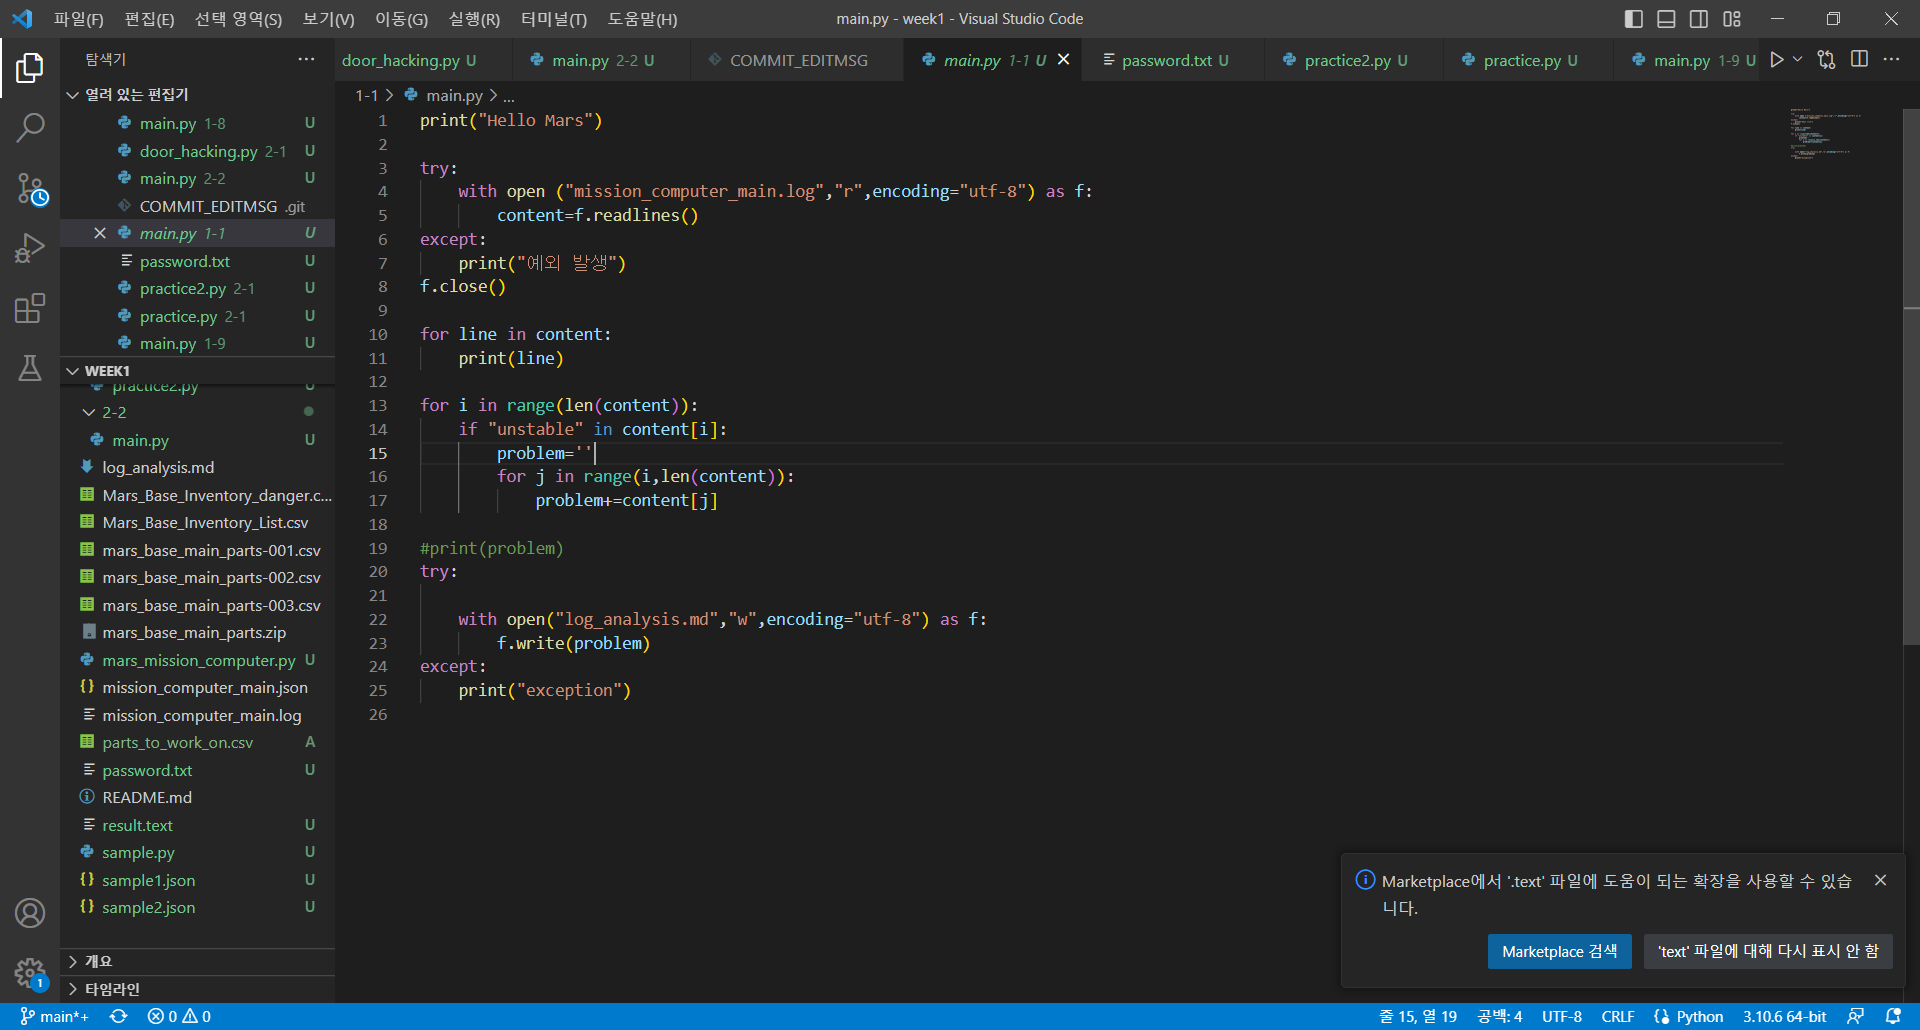 파일(F) 편집(E) 선택 영역(S) 보기(V) 이동(G) 실행(R) 터미널(T) 도움말(H) main.py - week1 - Visual Studio Code
탐색기
열려 있는 편집기
main.py 1-8 U
door_hacking.py 2-1 U
main.py 2-2 U
COMMIT_EDITMSG .git
main.py 1-1 U
password.txt U
practice2.py 2-1 U
practice.py 2-1 U
main.py 1-9 U
WEEK1
practice2.py U
2-2
main.py U
log_analysis.md
Mars_Base_Inventory_danger.c...
Mars_Base_Inventory_List.csv
mars_base_main_parts-001.csv
mars_base_main_parts-002.csv
mars_base_main_parts-003.csv
mars_base_main_parts.zip
mars_mission_computer.py U
mission_computer_main.json
mission_computer_main.log
parts_to_work_on.csv A
password.txt U
README.md
result.text U
sample.py U
sample1.json U
sample2.json U
개요
타임라인
door_hacking.py U main.py 2-2 U COMMIT_EDITMSG main.py 1-1 U password.txt U practice2.py U practice.py U main.py 1-9 U
1-1 > main.py > ...
1 print("Hello Mars")
2
3 try:
4 with open ("mission_computer_main.log","r",encoding="utf-8") as f:
5 content=f.readlines()
6 except:
7 print("예외 발생")
8 f.close()
9
10 for line in content:
11 print(line)
12
13 for i in range(len(content)):
14 if "unstable" in content[i]:
15 problem=''
16 for j in range(i,len(content)):
17 problem+=content[j]
18
19 #print(problem)
20 try:
21
22 with open("log_analysis.md","w",encoding="utf-8") as f:
23 f.write(problem)
24 except:
25 print("exception")
26
Marketplace에서 '.text' 파일에 도움이 되는 확장을 사용할 수 있습
니다.
Marketplace 검색 'text' 파일에 대해 다시 표시 안 함
1
main*+ 0 0 줄 15, 열 19 공백: 4 UTF-8 CRLF Python 3.10.6 64-bit